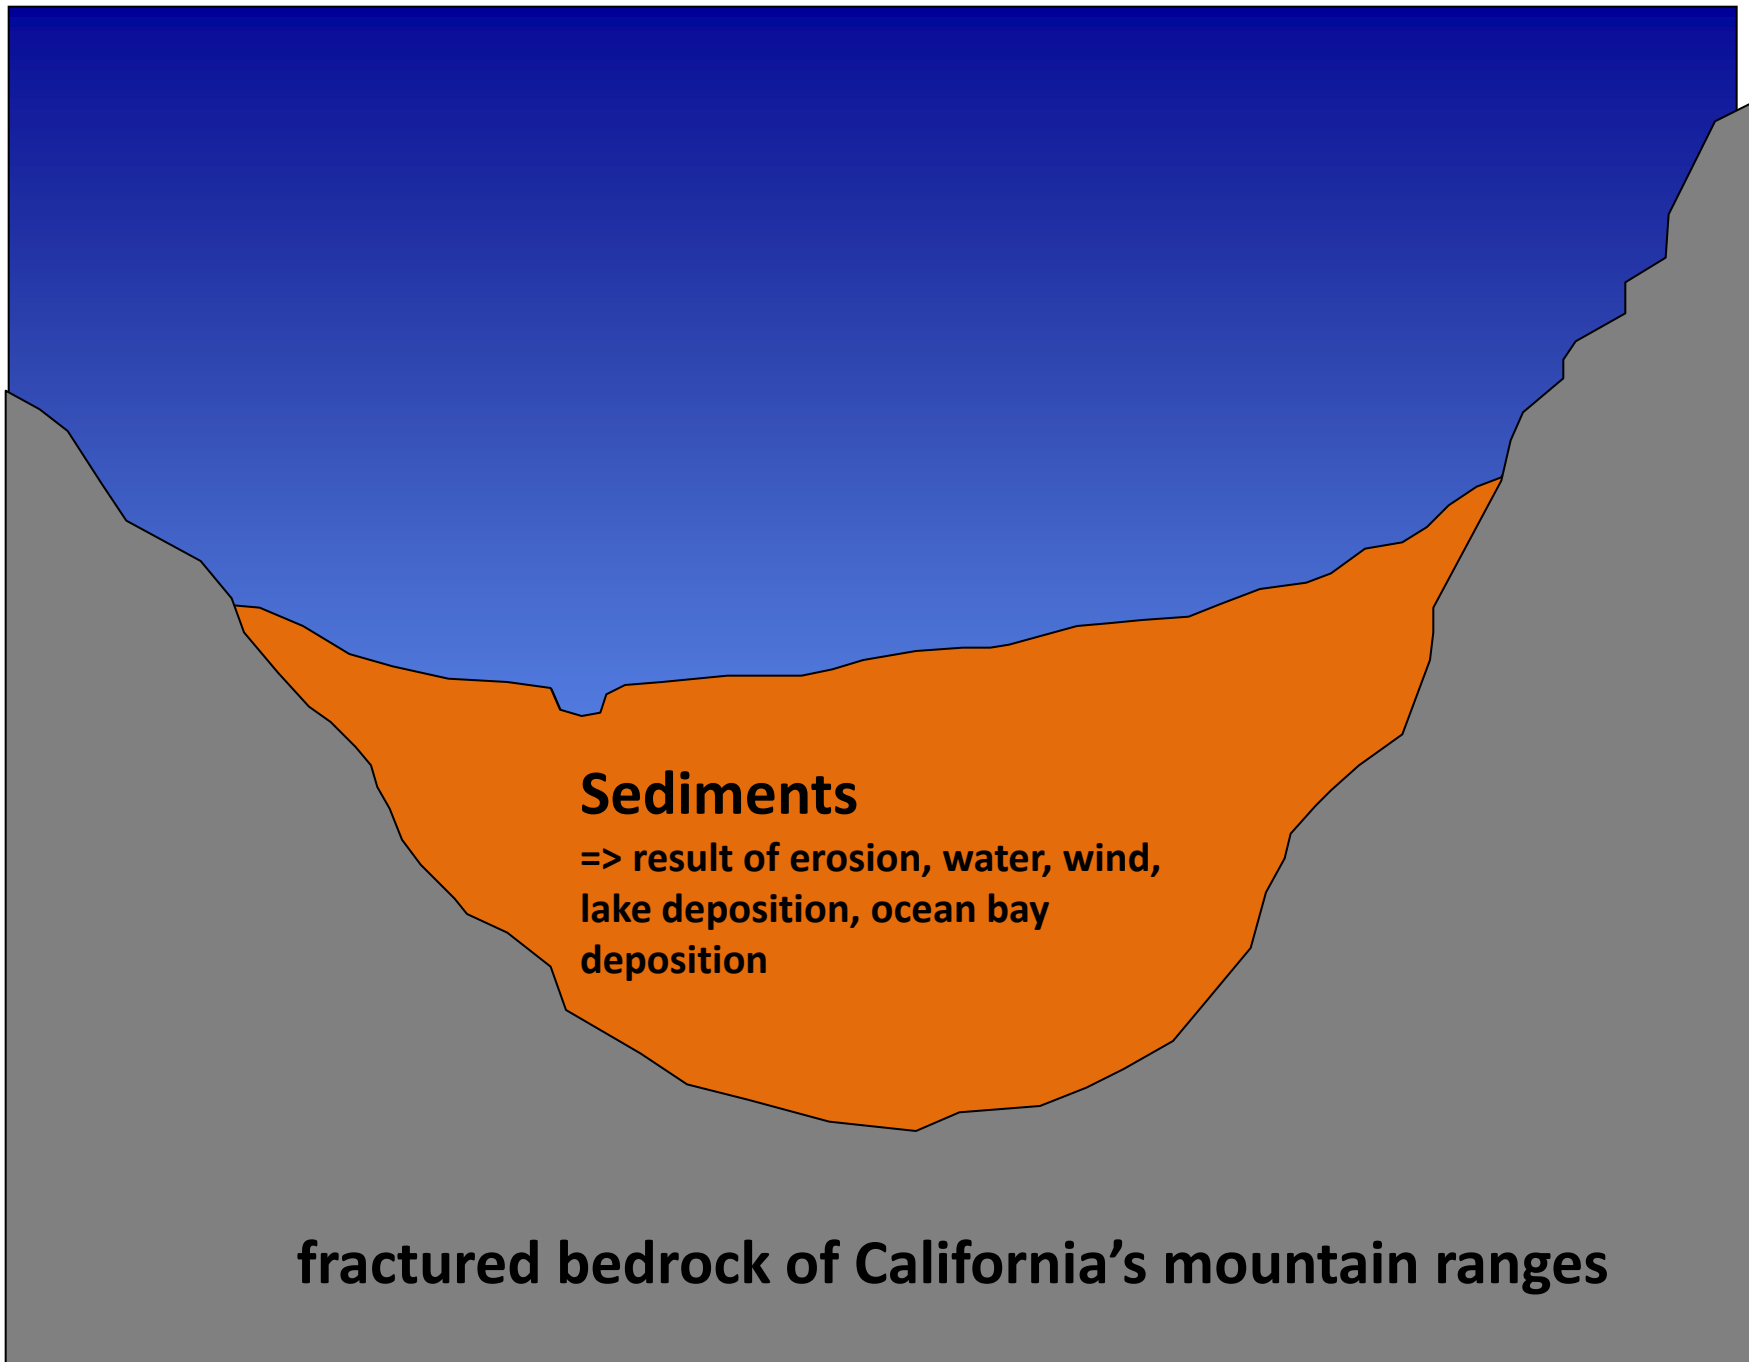 Sediments
=> result of erosion, water, wind,
lake deposition, ocean bay
deposition
fractured bedrock of California’s mountain ranges